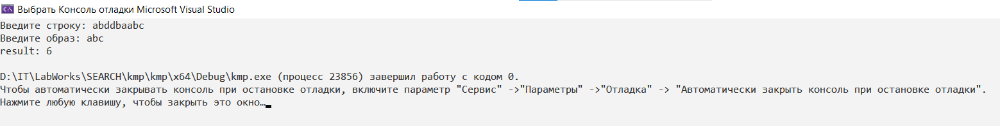 Выбрать Консоль отладки Microsoft Visual Studio
Введите строку: abddbaabc
Введите образ: abc
result: 6
D:\IT\LabWorks\SEARCH\kmp\kmp\x64\Debug\kmp.exe (процесс 23856) завершил работу с кодом 0.
Чтобы автоматически закрывать консоль при остановке отладки, включите параметр "Сервис" ->"Параметры" ->"Отладка" -> "Автоматически закрыть консоль при остановке отладки".
Нажмите любую клавишу, чтобы закрыть это окно…